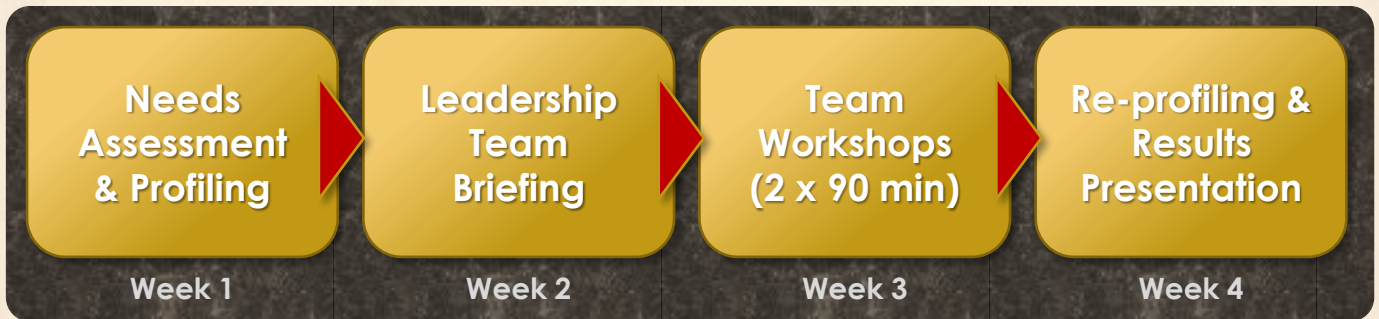 Needs
Assessment
& Profiling
Leadership
Team
Briefing
Team
Workshops
(2 x 90 min)
Re-profiling &
Results
Presentation
Week 1
Week 2
Week 3
Week 4